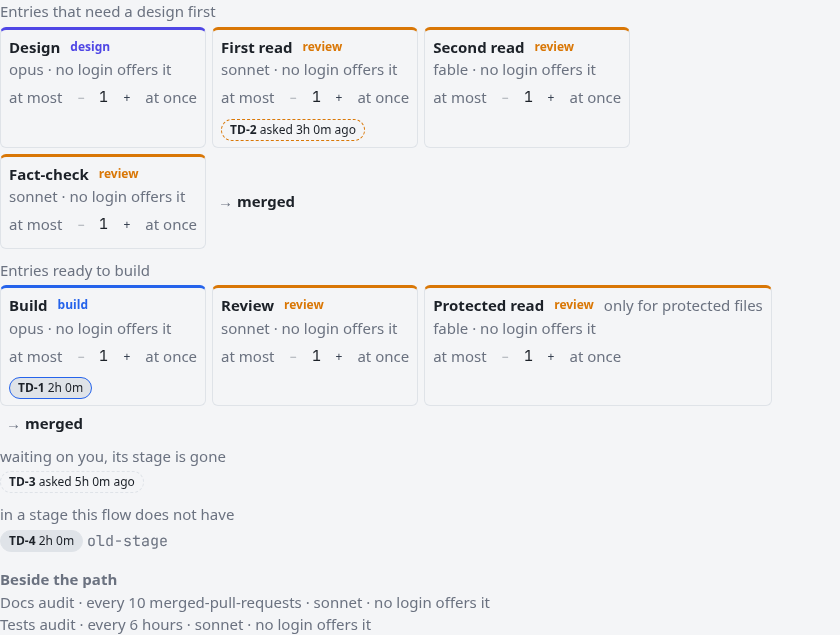 Entries that need a design first
Design design
opus · no login offers it
at most − 1 + at once
First read review
sonnet · no login offers it
at most − 1 + at once
TD-2 asked 3h 0m ago
Second read review
fable · no login offers it
at most − 1 + at once
Fact-check review
sonnet · no login offers it
at most − 1 + at once
→ merged
Entries ready to build
Build build
opus · no login offers it
at most − 1 + at once
TD-1 2h 0m
Review review
sonnet · no login offers it
at most − 1 + at once
Protected read review only for protected files
fable · no login offers it
at most − 1 + at once
→ merged
waiting on you, its stage is gone
TD-3 asked 5h 0m ago
in a stage this flow does not have
TD-4 2h 0m old-stage
Beside the path
Docs audit · every 10 merged-pull-requests · sonnet · no login offers it
Tests audit · every 6 hours · sonnet · no login offers it